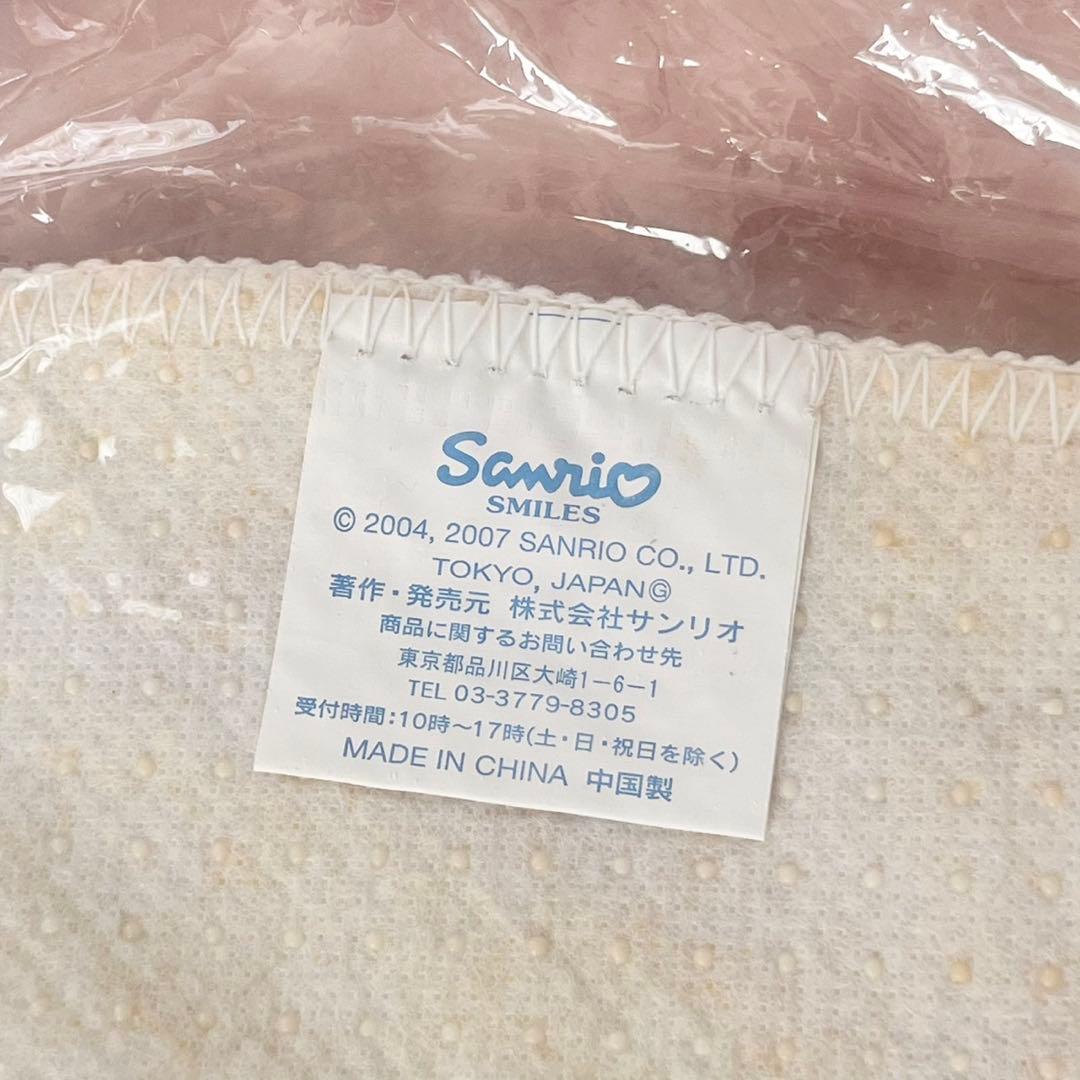 Sanrio
SMILES
© 2004, 2007 SANRIO CO., LTD.
TOKYO, JAPANⒼ
著作・発売元 株式会社サンリオ
商品に関するお問い合わせ先
東京都品川区大崎1-6-1
TEL 03-3779-8305
受付時間:10時〜17時(土・日・祝日を除く)
MADE IN CHINA 中国製